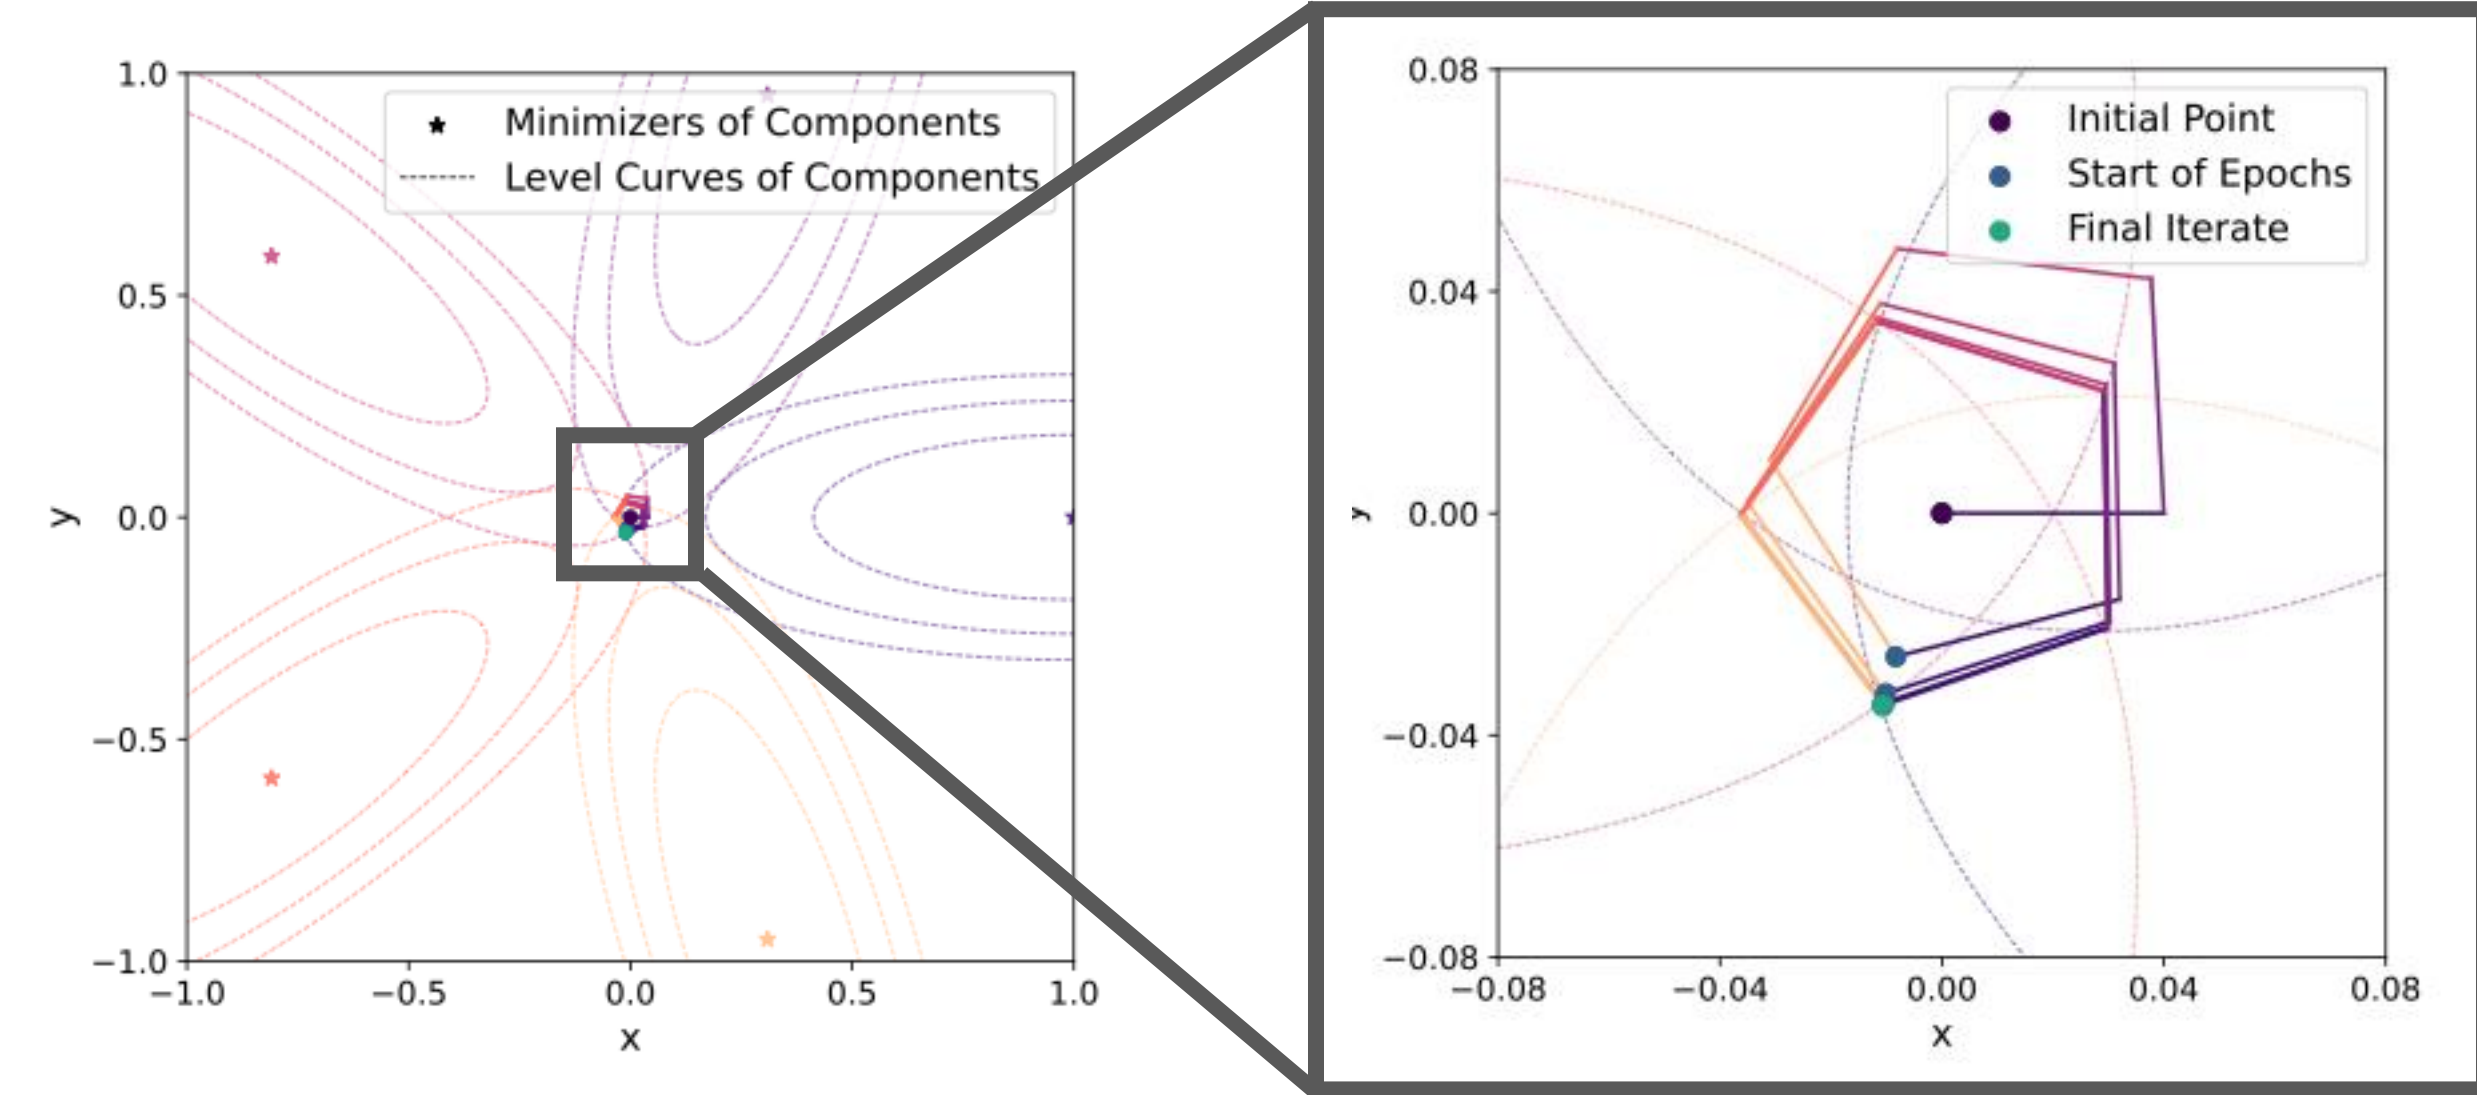 1.0
0.5
0.0
−0.5
−1.0
y
−1.0
−0.5
0.0
0.5
1.0
x
Minimizers of Components
Level Curves of Components
0.08
0.04
0.00
−0.04
−0.08
y
−0.08
−0.04
0.00
0.04
0.08
x
Initial Point
Start of Epochs
Final Iterate